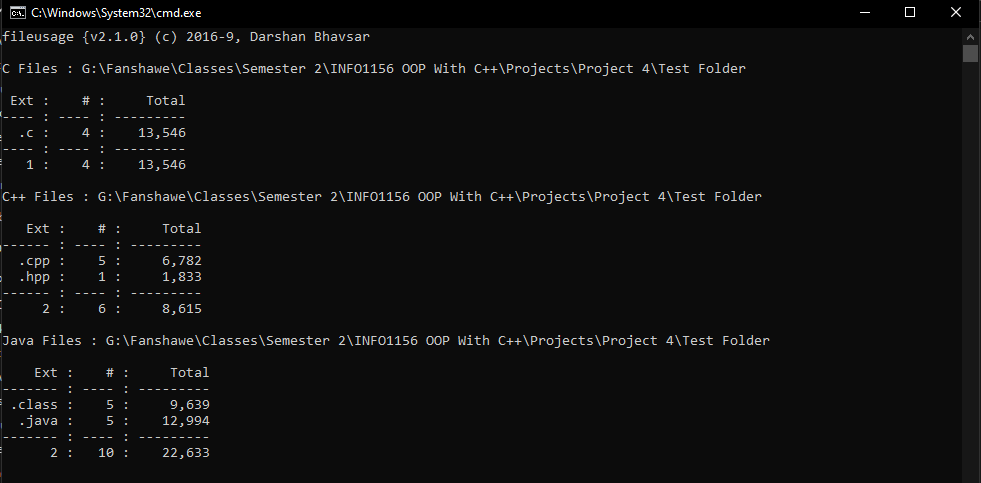 C:\Windows\System32\cmd.exe
fileusage {v2.1.0} (c) 2016-9, Darshan Bhavsar
C Files : G:\Fanshawe\Classes\Semester 2\INFO1156 OOP With C++\Projects\Project 4\Test Folder
Ext :    # :     Total
---- : ---- : ---------
.c :    4 :    13,546
---- : ---- : ---------
1 :    4 :    13,546
C++ Files : G:\Fanshawe\Classes\Semester 2\INFO1156 OOP With C++\Projects\Project 4\Test Folder
Ext :    # :     Total
------ : ---- : ---------
.cpp :    5 :     6,782
.hpp :    1 :     1,833
------ : ---- : ---------
2 :    6 :     8,615
Java Files : G:\Fanshawe\Classes\Semester 2\INFO1156 OOP With C++\Projects\Project 4\Test Folder
Ext :    # :     Total
------- : ---- : ---------
.class :    5 :     9,639
.java :    5 :    12,994
------- : ---- : ---------
2 :   10 :    22,633